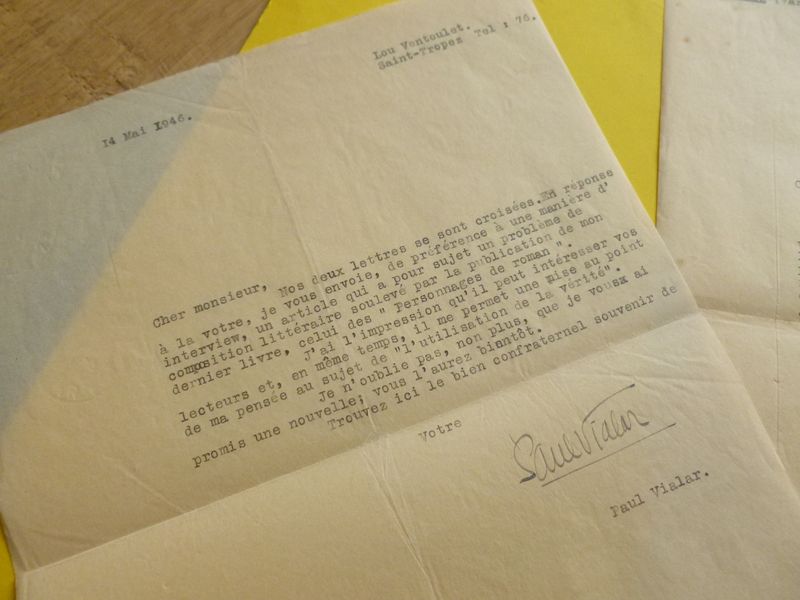 Lou Ventoulet.
Saint-Tropez Tel : 76.
14 Mai 1946.
Cher monsieur,
Nos deux lettres se sont croisées.En réponse
à la votre, je vous envoie, de préférence à une manière d'
interview, un article qui a pour sujet un problème de
composition littéraire soulevé par la publication de mon
dernier livre, celui des " Personnages de roman ".
J'ai l'impression qu'il peut intéresser vos
lecteurs et, en même temps, il me permet une mise au point
de ma pensée au sujet de "l'utilisation de la vérité".
Je n'oublie pas, non plus, que je vous ai
promis une nouvelle; vous l'aurez biantôt.
Trouvez ici le bien confraternel souvenir de
Votre
Paul Vialar
Paul Vialar.